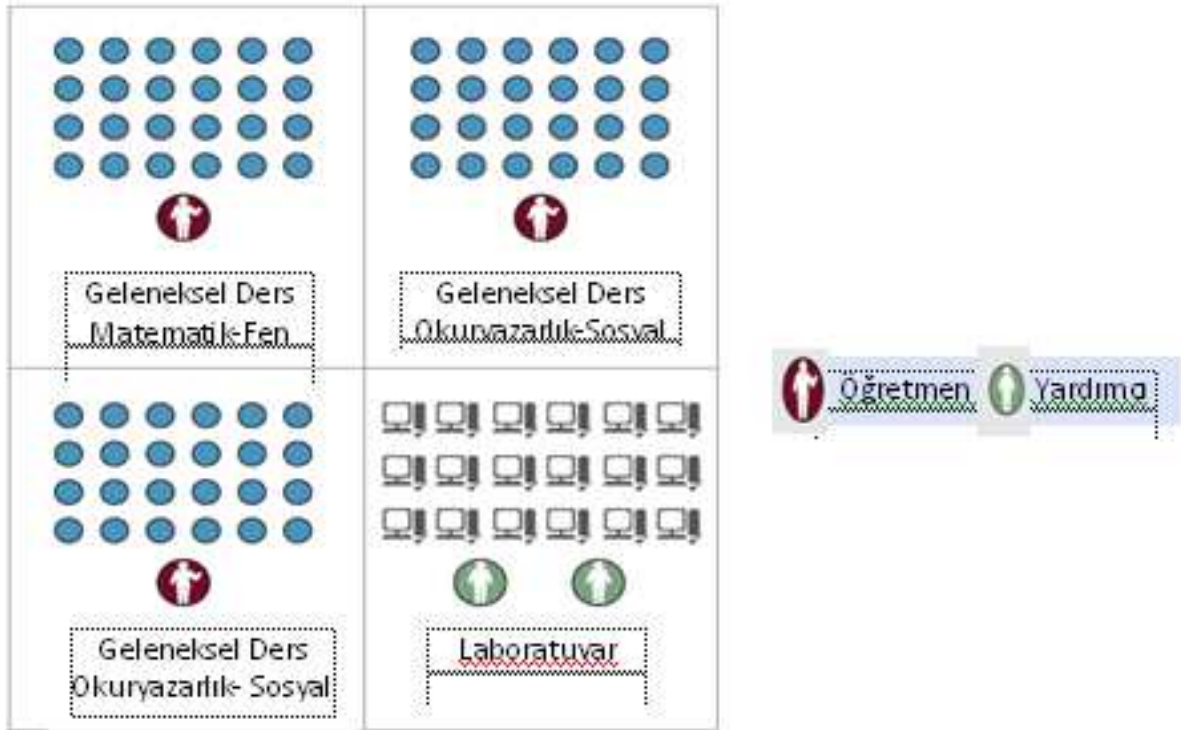 Geleneksel Ders
Matematik-Fen
Geleneksel Ders
Okuryazarlık-Sosyal
Öğretmen
Yardımcı
Geleneksel Ders
Okuryazarlık- Sosyal
Laboratuvar